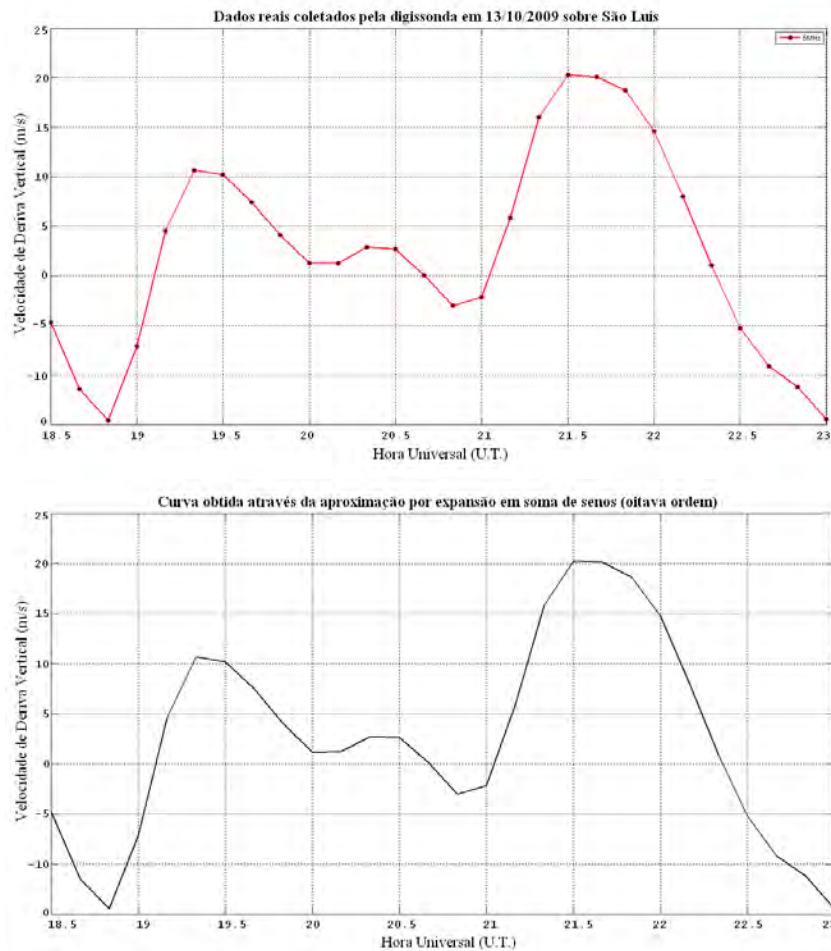 Dados reais coletados pela digissonda em 13/10/2009 sobre São Luis
25
20
15
10
5
0
-5
-10
0
Velocidade de Deriva Vertical (m/s)
18.5 19 19.5 20 20.5 21 21.5 22 22.5 23
Hora Universal (U.T.)
Curva obtida através da aproximação por expansão em soma de senos (oitava ordem)
25
20
15
10
5
0
-5
-10
0
Velocidade de Deriva Vertical (m/s)
18.5 19 19.5 20 20.5 21 21.5 22 22.5
Hora Universal (U.T.)